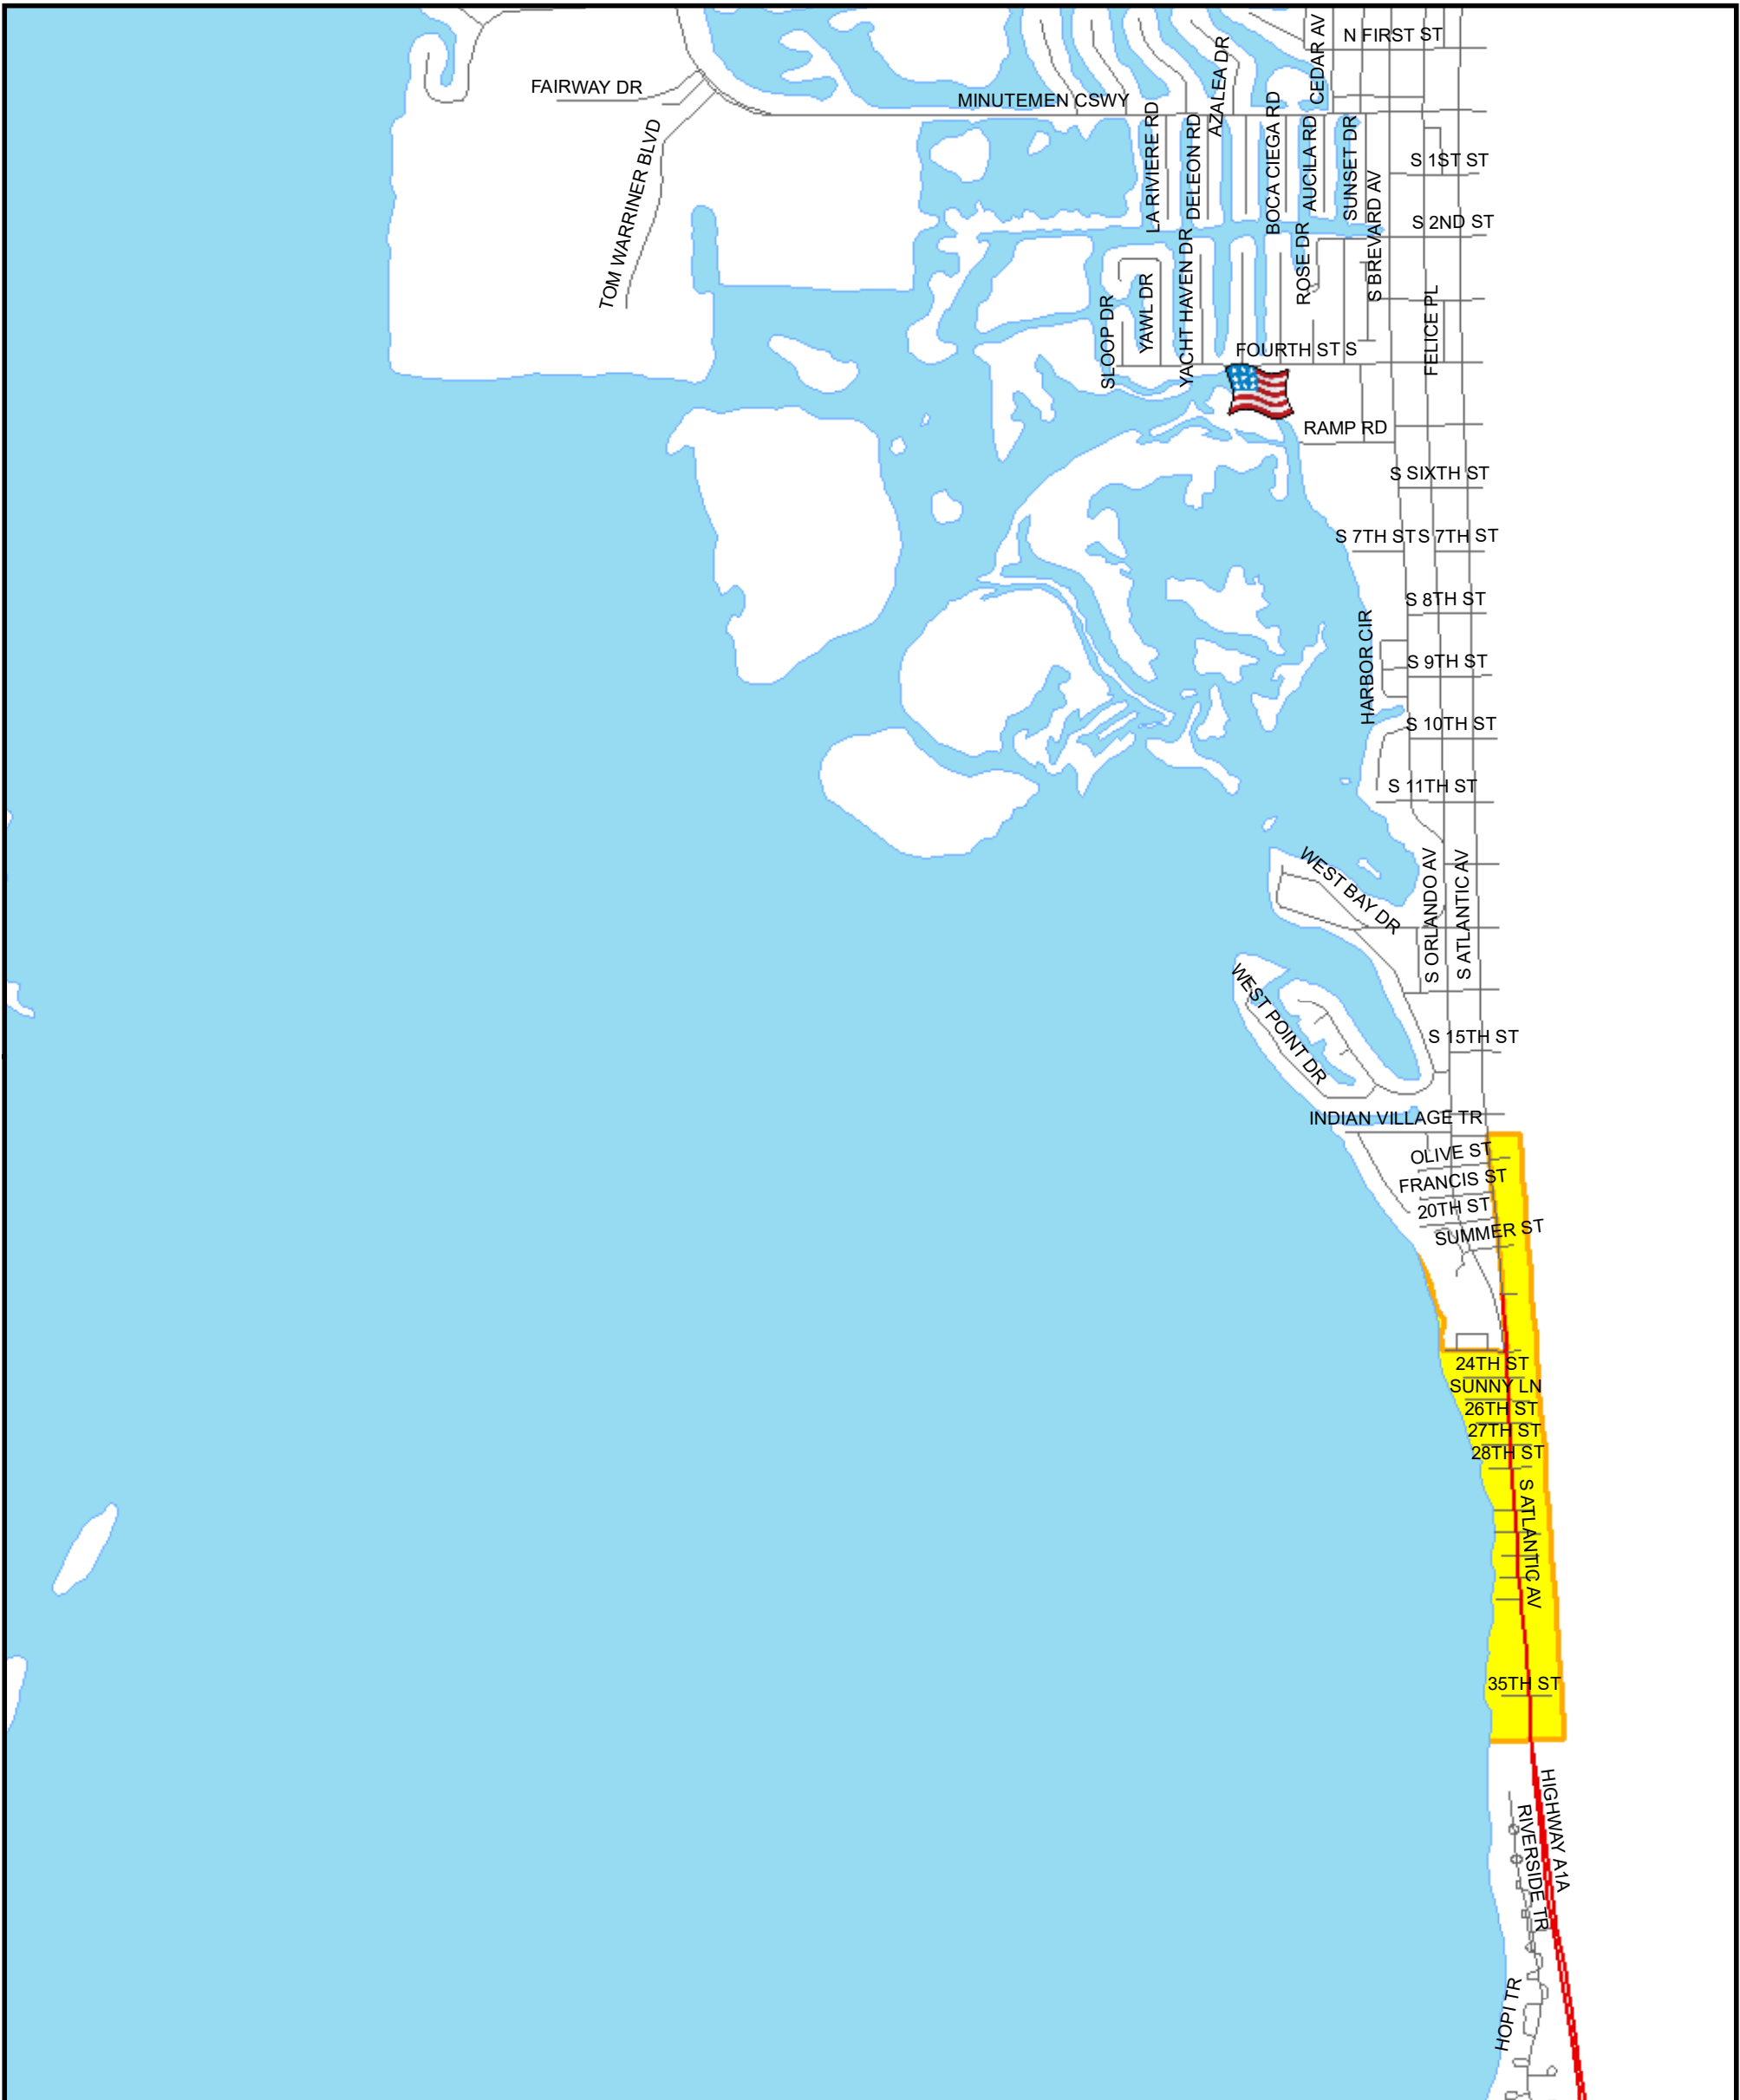 N FIRST ST
CEDAR AV
AZALEA DR
FAIRWAY DR
MINUTEMEN CSWY
TOM WARRINER BLVD
LA RIVIERE RD
DELEON RD
BOCA CIEGA RD
AUCILA RD
SUNSET DR
S 1ST ST
S BREVARD AV
S 2ND ST
ROSE DR
YACHT HAVEN DR
YAWL DR
SLOOP DR
FELICE PL
FOURTH ST S
RAMP RD
S SIXTH ST
S 7TH ST
S 7TH ST
S 8TH ST
HARBOR CIR
S 9TH ST
S 10TH ST
S 11TH ST
WEST BAY DR
S ORLANDO AV
S ATLANTIC AV
WEST POINT DR
S 15TH ST
INDIAN VILLAGE TR
OLIVE ST
FRANCIS ST
20TH ST
SUMMER ST
24TH ST
SUNNY LN
26TH ST
27TH ST
28TH ST
S ATLANTIC AV
35TH ST
HIGHWAY A1A
RIVERSIDE TR
HOPI TR